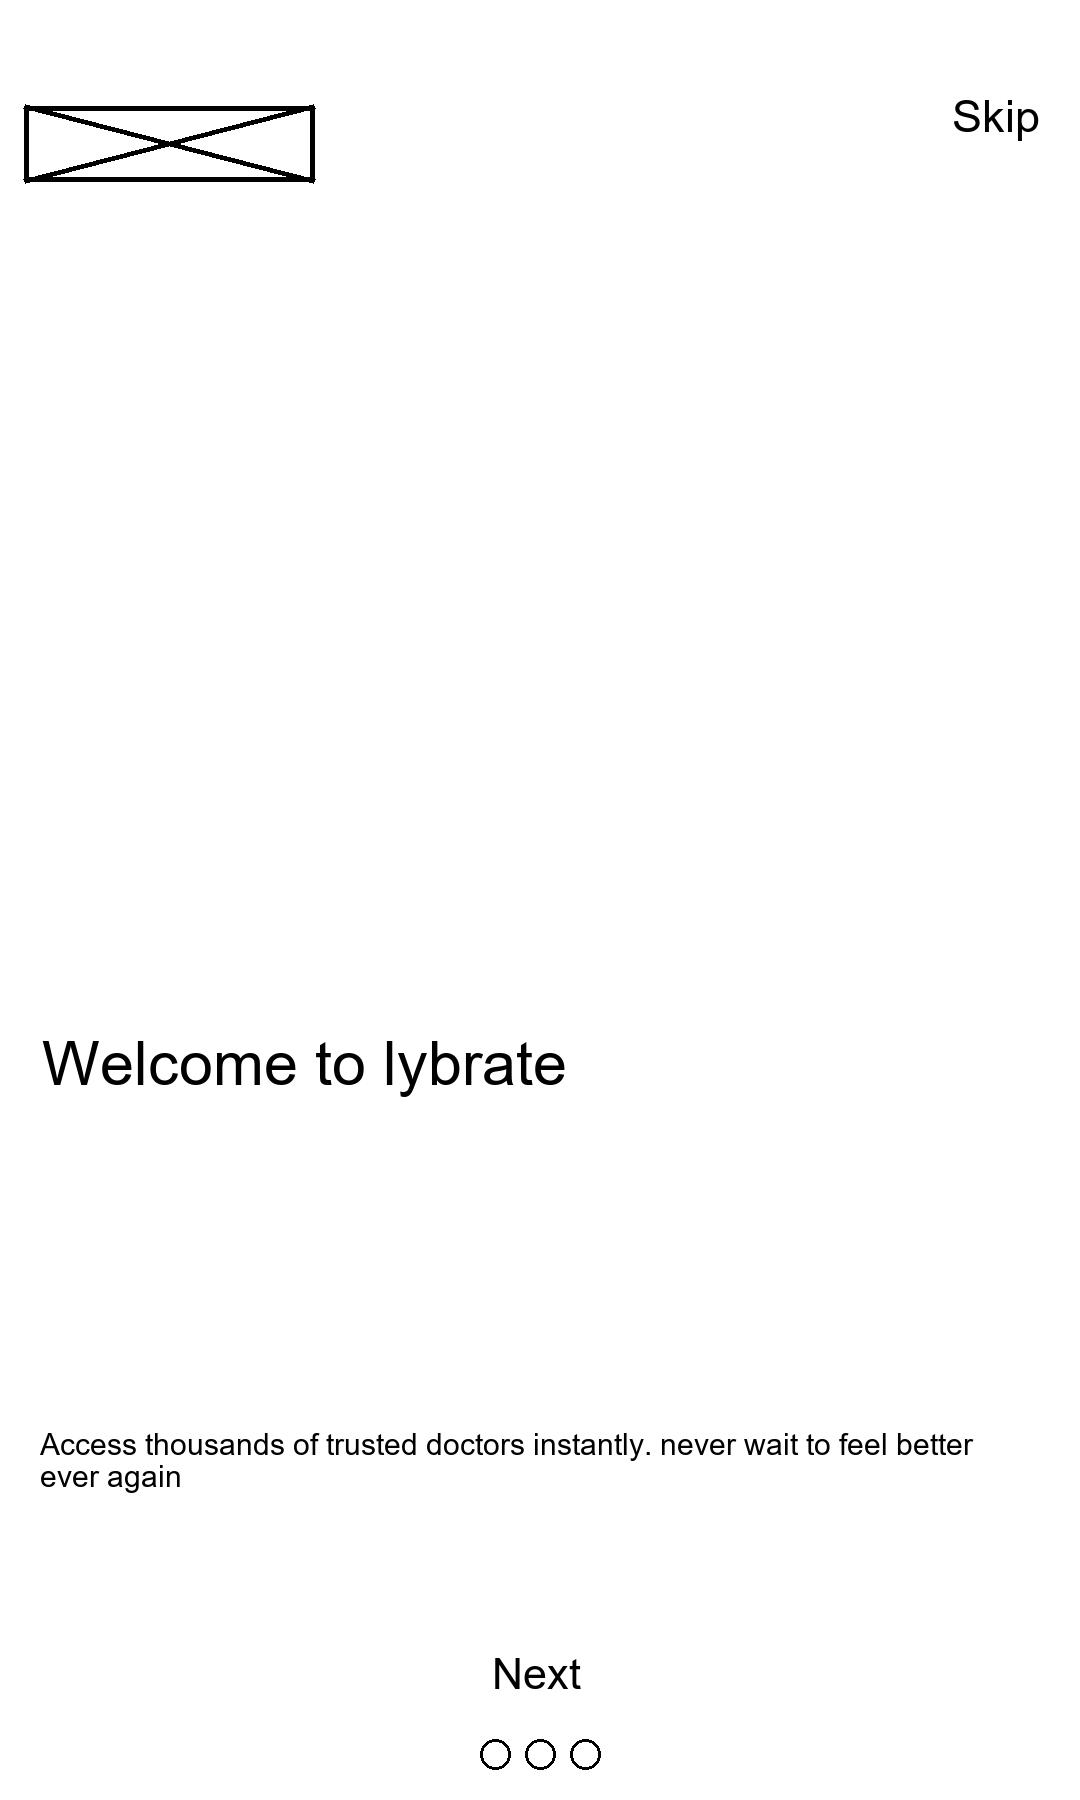 Skip
Welcome to lybrate
Access thousands of trusted doctors instantly. never wait to feel better
ever again
Next